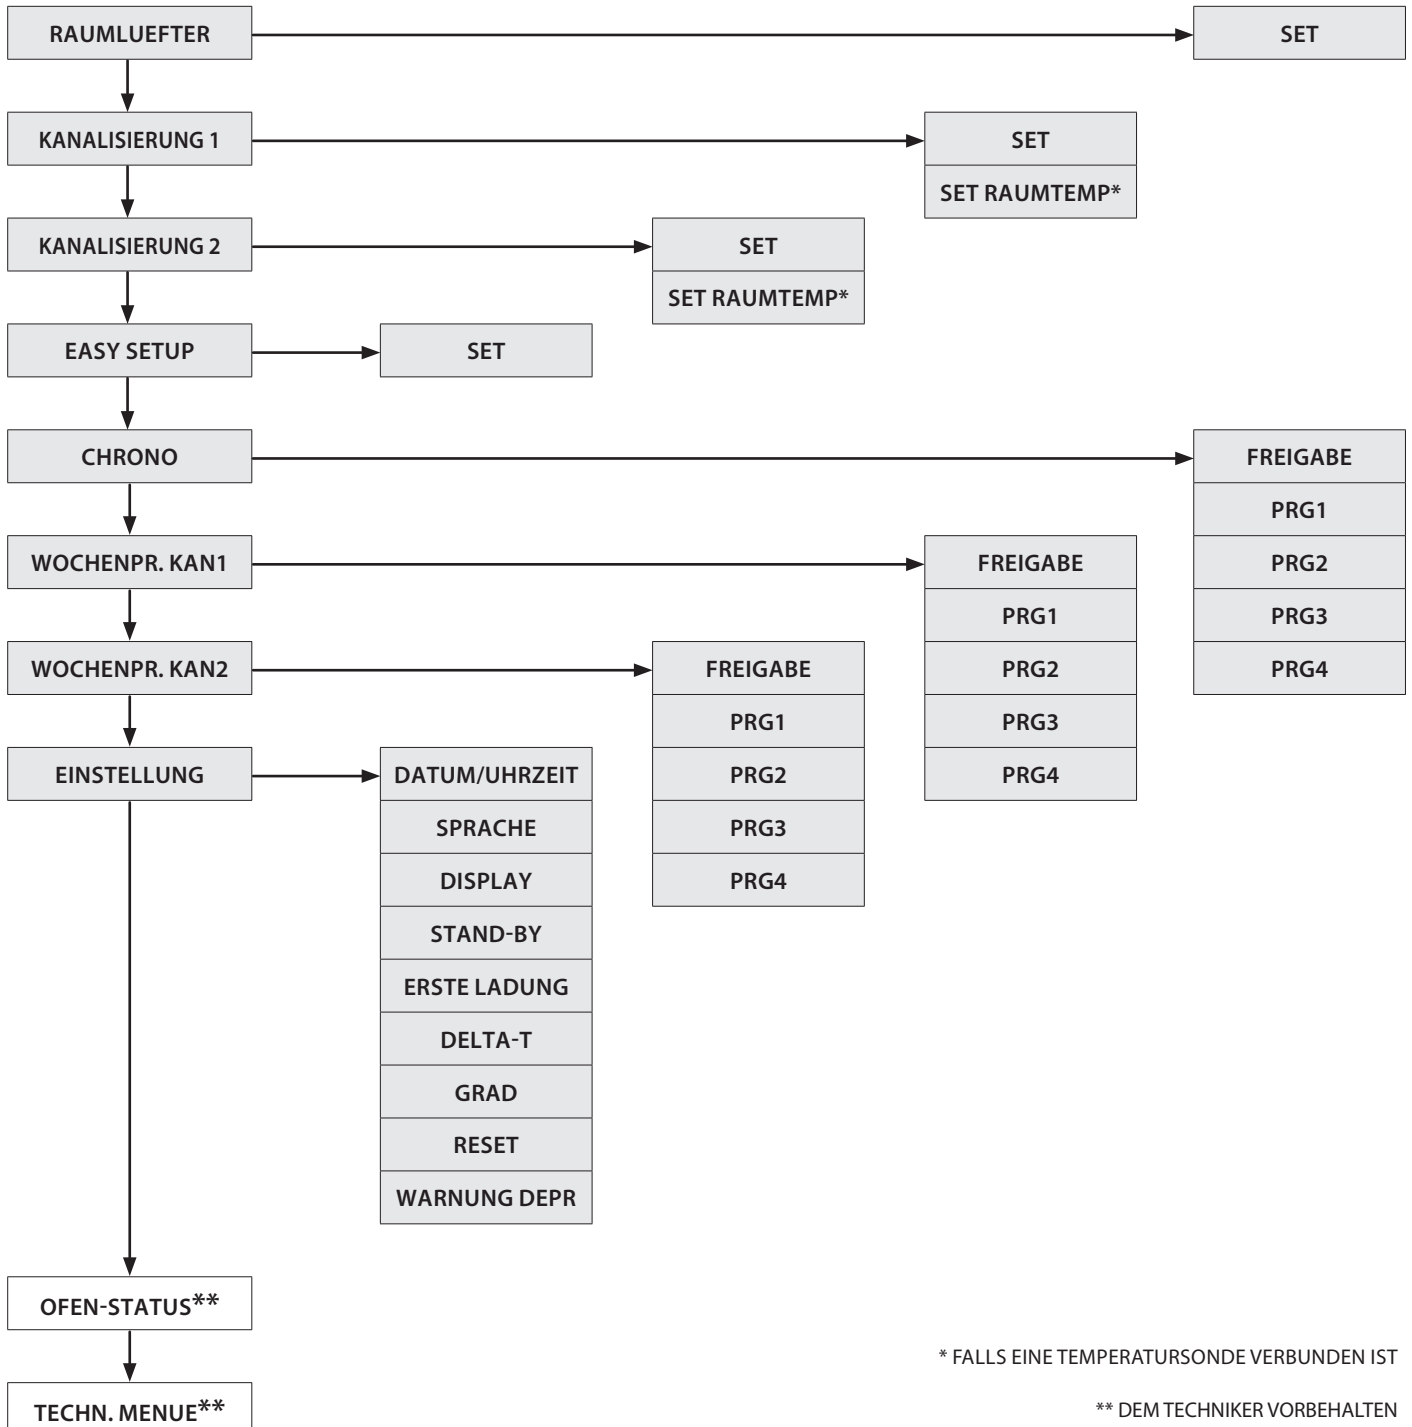 RAUMLUEFTER
SET
KANALISIERUNG 1
SET
SET RAUMTEMP*
KANALISIERUNG 2
SET
SET RAUMTEMP*
EASY SETUP
SET
CHRONO
FREIGABE
PRG1
PRG2
PRG3
PRG4
WOCHENPR. KAN1
FREIGABE
PRG1
PRG2
PRG3
PRG4
WOCHENPR. KAN2
FREIGABE
PRG1
PRG2
PRG3
PRG4
EINSTELLUNG
DATUM/UHRZEIT
SPRACHE
DISPLAY
STAND-BY
ERSTE LADUNG
DELTA-T
GRAD
RESET
WARNUNG DEPR
OFEN-STATUS**
TECHN. MENUE**
* FALLS EINE TEMPERATURSONDE VERBUNDEN IST
** DEM TECHNIKER VORBEHALTEN